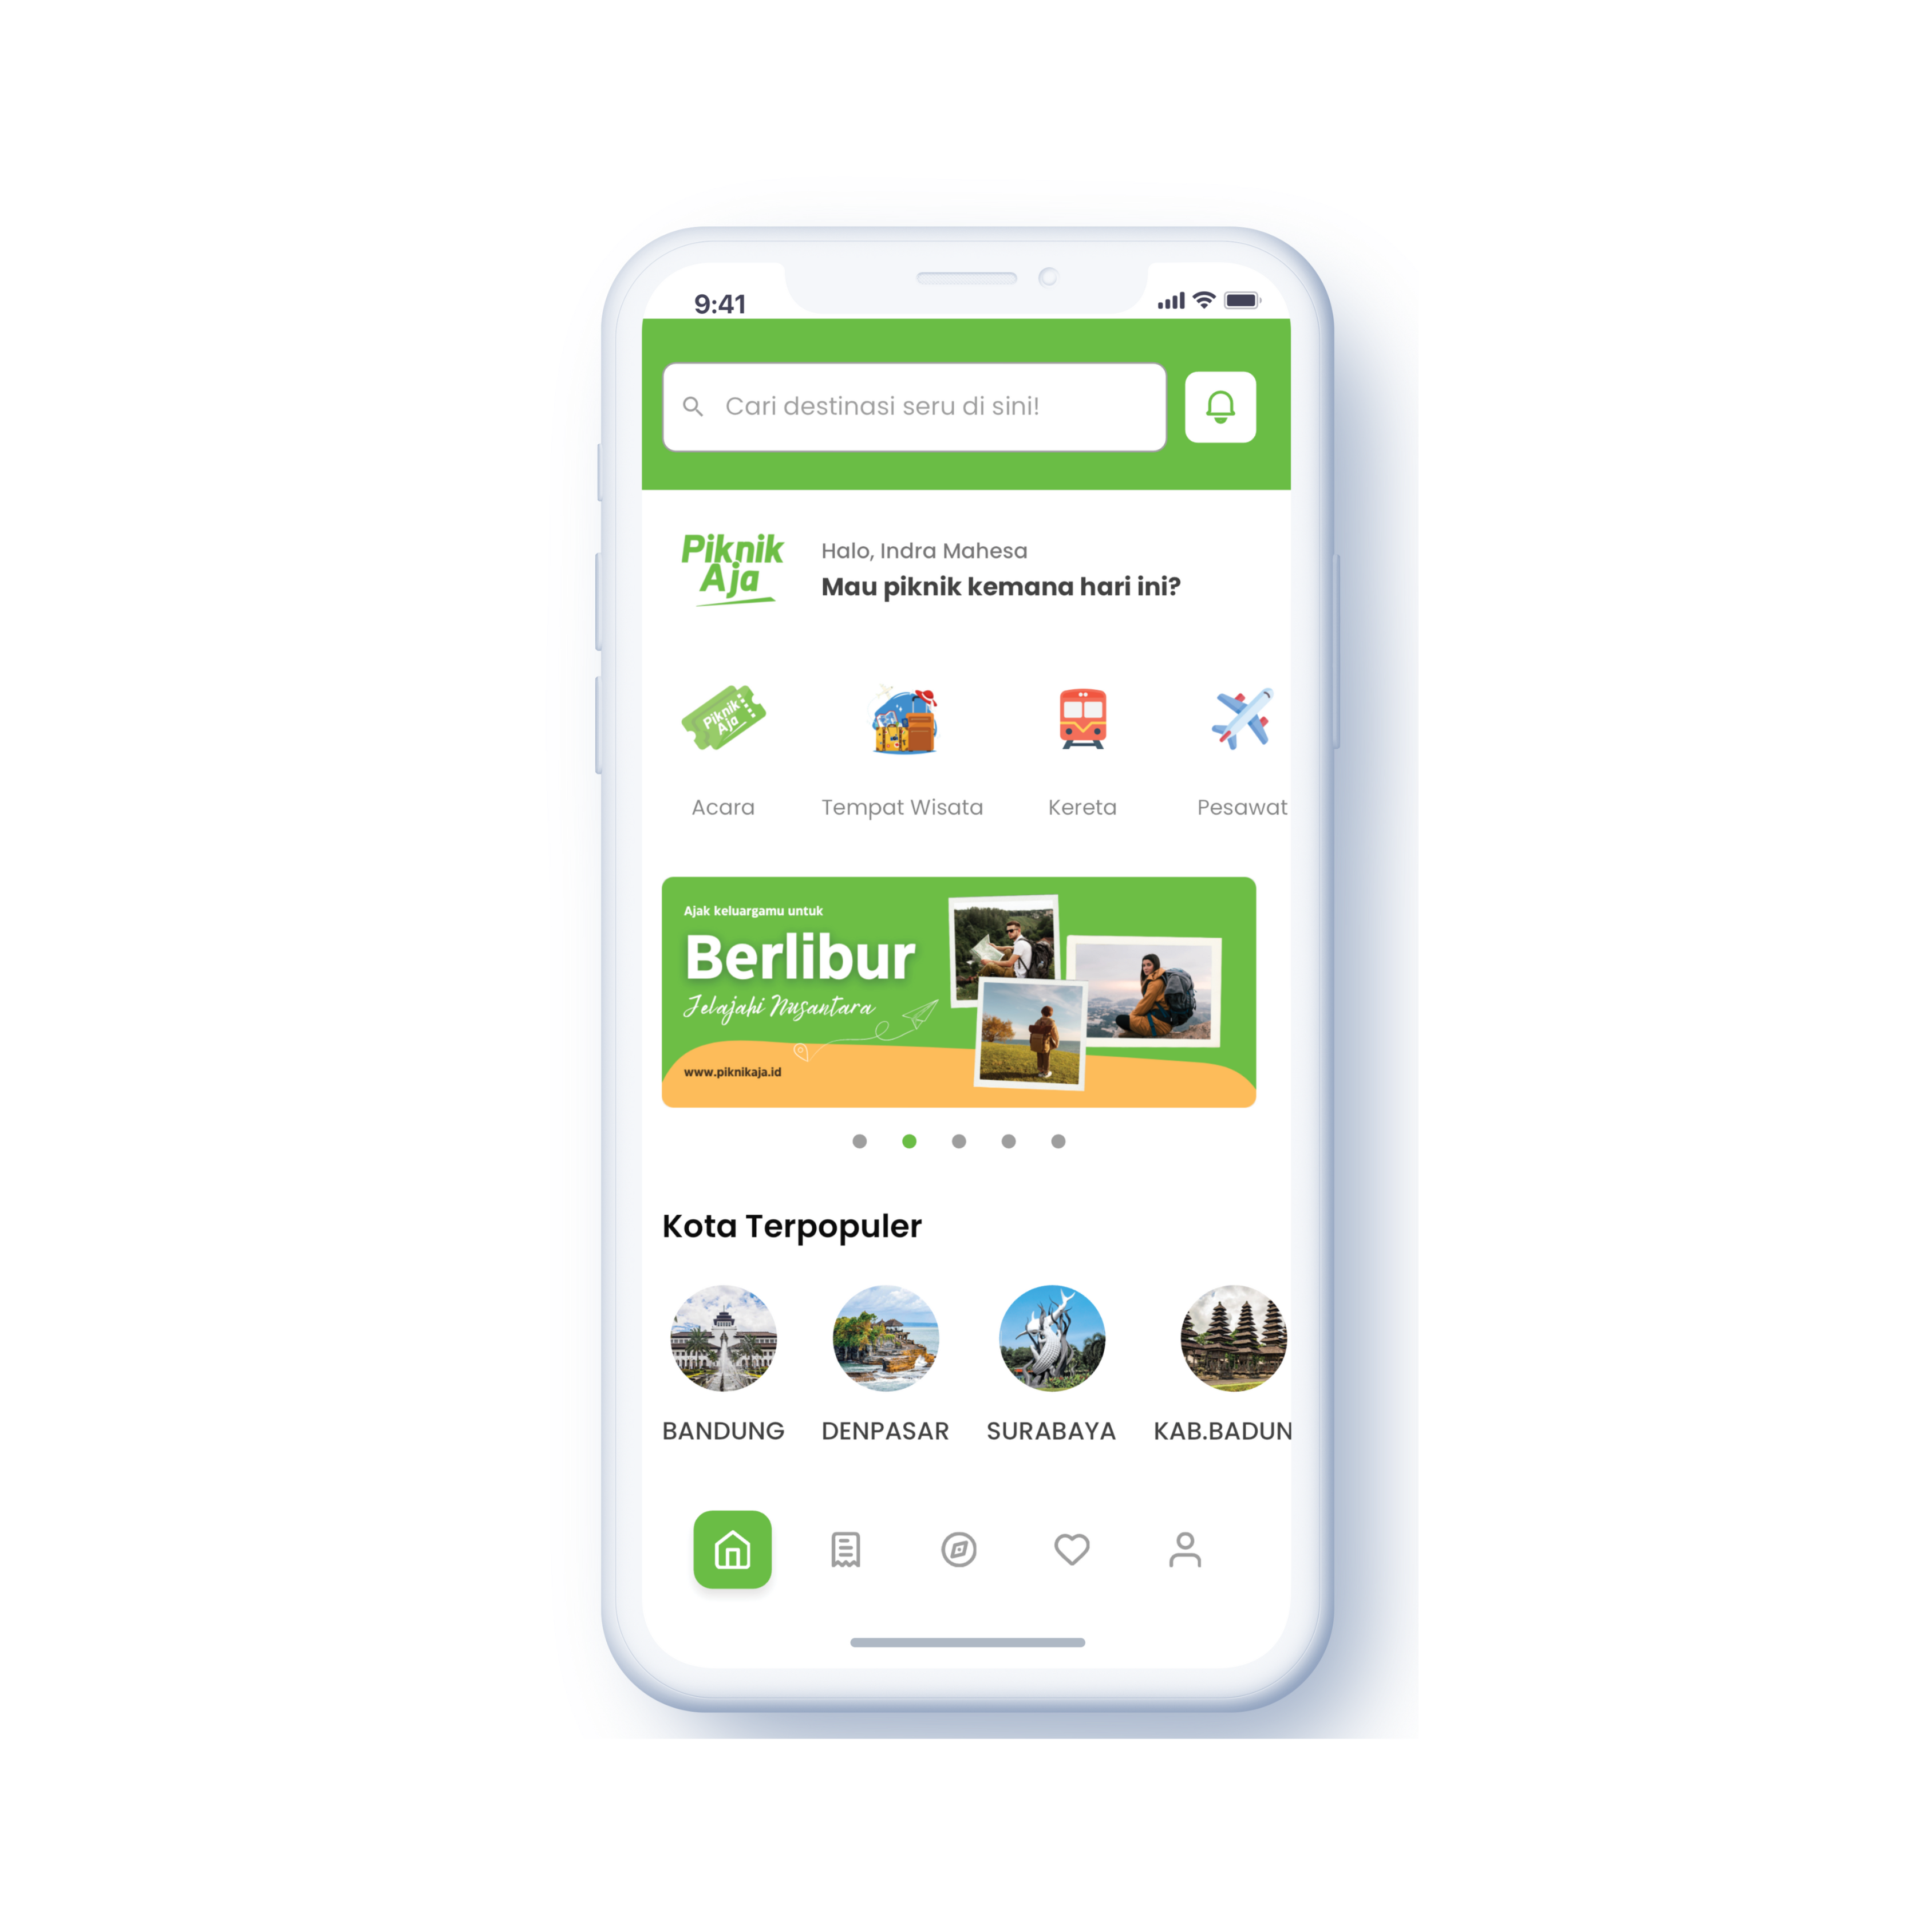 9:41
Cari destinasi seru di sini!
Piknik
Aja
Halo, Indra Mahesa
Mau piknik kemana hari ini?
Piknik
Aja
Acara
Tempat Wisata
Kereta
Pesawat
Ajak keluargamu untuk
Berlibur
Jelajahi Nusantara
www.piknikaja.id
Kota Terpopuler
BANDUNG
DENPASAR
SURABAYA
KAB.BADUN